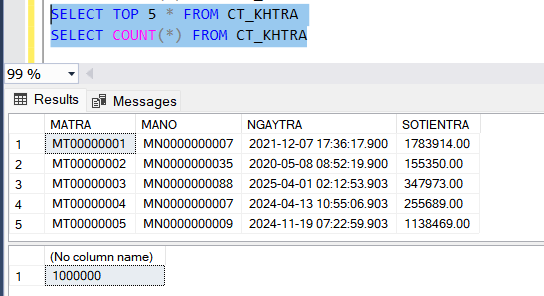 SELECT TOP 5 * FROM CT_KHTRA
SELECT COUNT(*) FROM CT_KHTRA
99 %
Results Messages
MATRA MANO NGAYTRA SOTIENTRA
1 MT00000001 MN0000000007 2021-12-07 17:36:17.900 1783914.00
2 MT00000002 MN0000000035 2020-05-08 08:52:19.900 155350.00
3 MT00000003 MN0000000088 2025-04-01 02:12:53.903 347973.00
4 MT00000004 MN0000000007 2024-04-13 10:55:06.903 255689.00
5 MT00000005 MN0000000009 2024-11-19 07:22:59.903 1138469.00
(No column name)
1 1000000